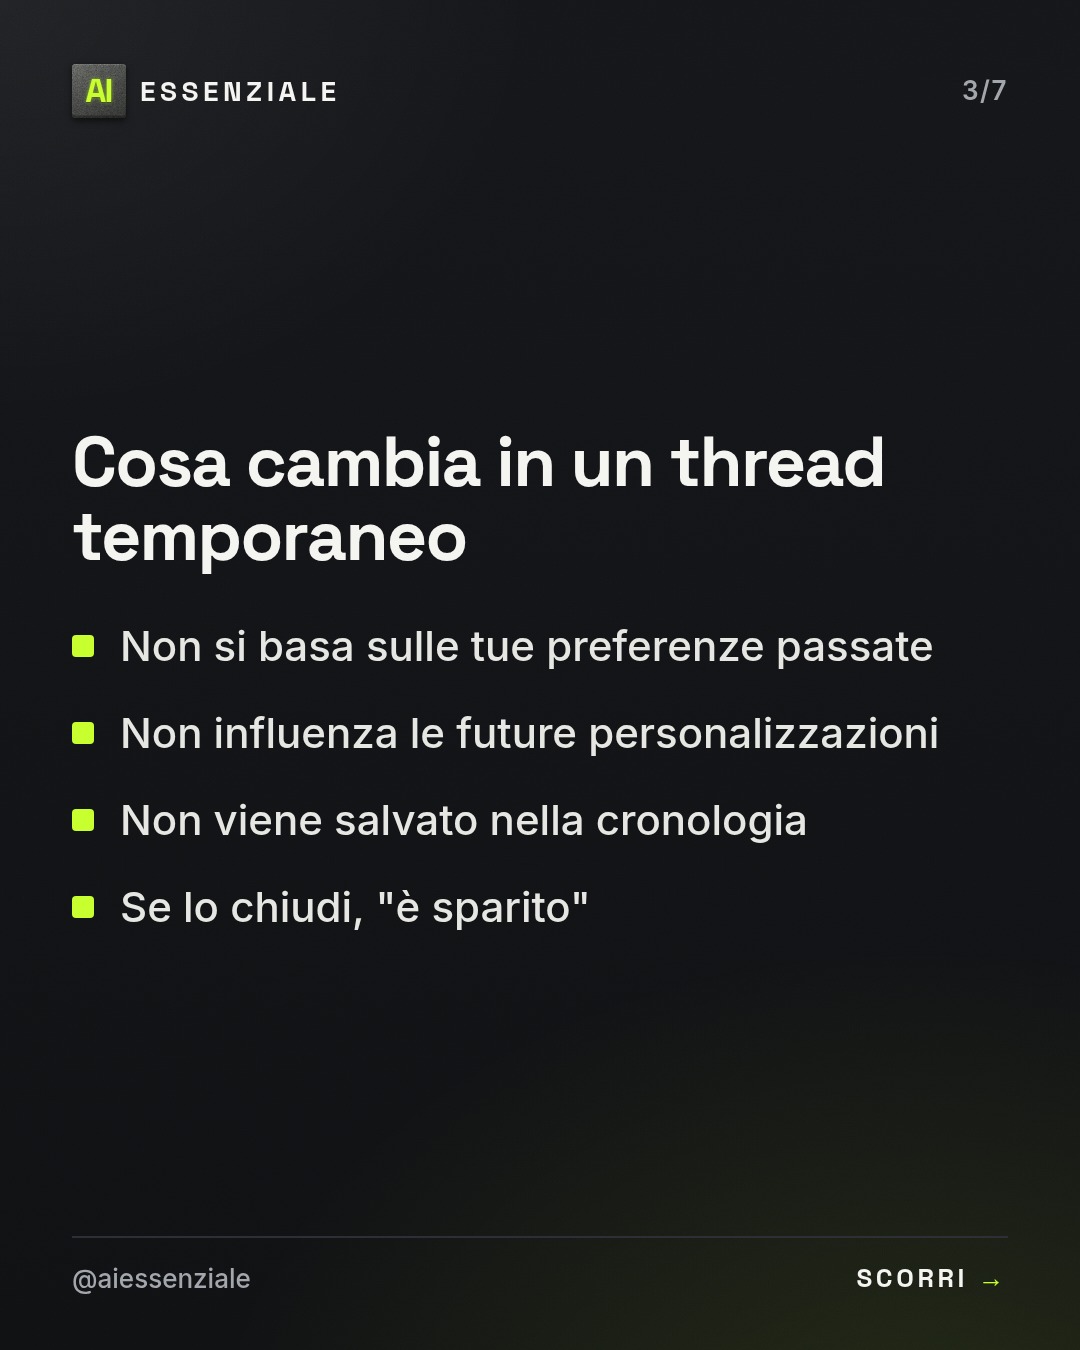 AI ESSENZIALE
3/7
Cosa cambia in un thread
temporaneo
Non si basa sulle tue preferenze passate
Non influenza le future personalizzazioni
Non viene salvato nella cronologia
Se lo chiudi, "è sparito"
@aiessenziale
SCORRI →